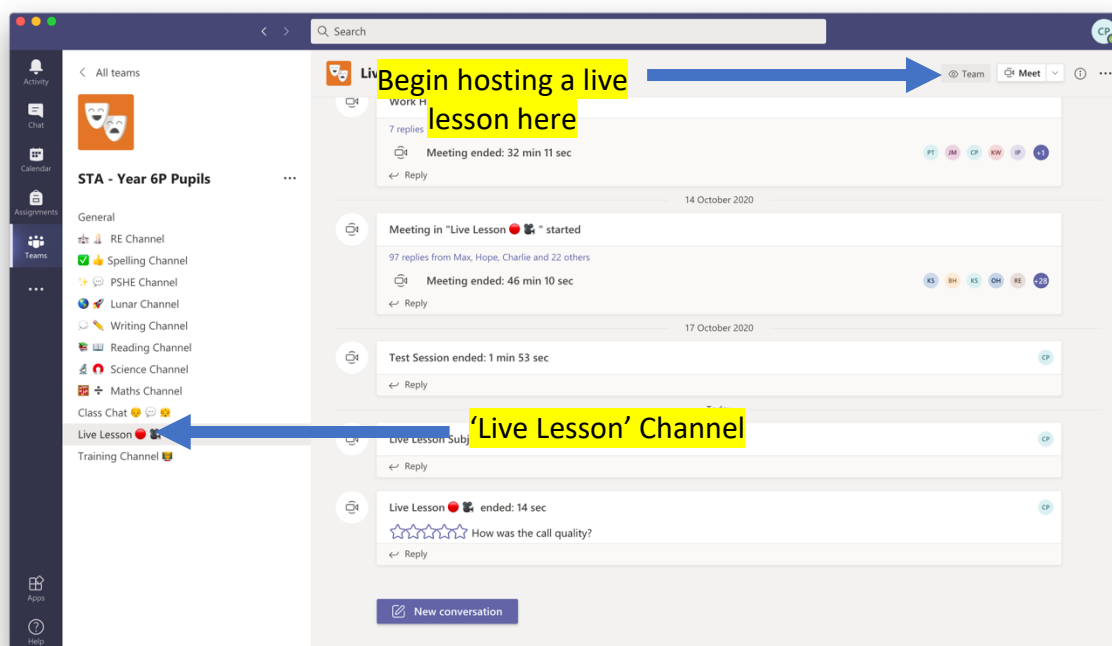 Search
CP
Activity
Chat
Calendar
Assignments
Teams
Apps
Help
All teams
STA - Year 6P Pupils
General
RE Channel
Spelling Channel
PSHE Channel
Lunar Channel
Writing Channel
Reading Channel
Science Channel
Maths Channel
Class Chat
Live Lesson
Training Channel
Begin hosting a live
lesson here
Team
Meet
7 replies
Meeting ended: 32 min 11 sec
PT JM CP KW IP +1
Reply
14 October 2020
Meeting in "Live Lesson 🔴 🎥 " started
97 replies from Max, Hope, Charlie and 22 others
Meeting ended: 46 min 10 sec
KS BH KS OH RE +28
Reply
17 October 2020
Test Session ended: 1 min 53 sec
CP
Reply
‘Live Lesson’ Channel
CP
Reply
Live Lesson 🔴 🎥 ended: 14 sec
CP
How was the call quality?
Reply
New conversation